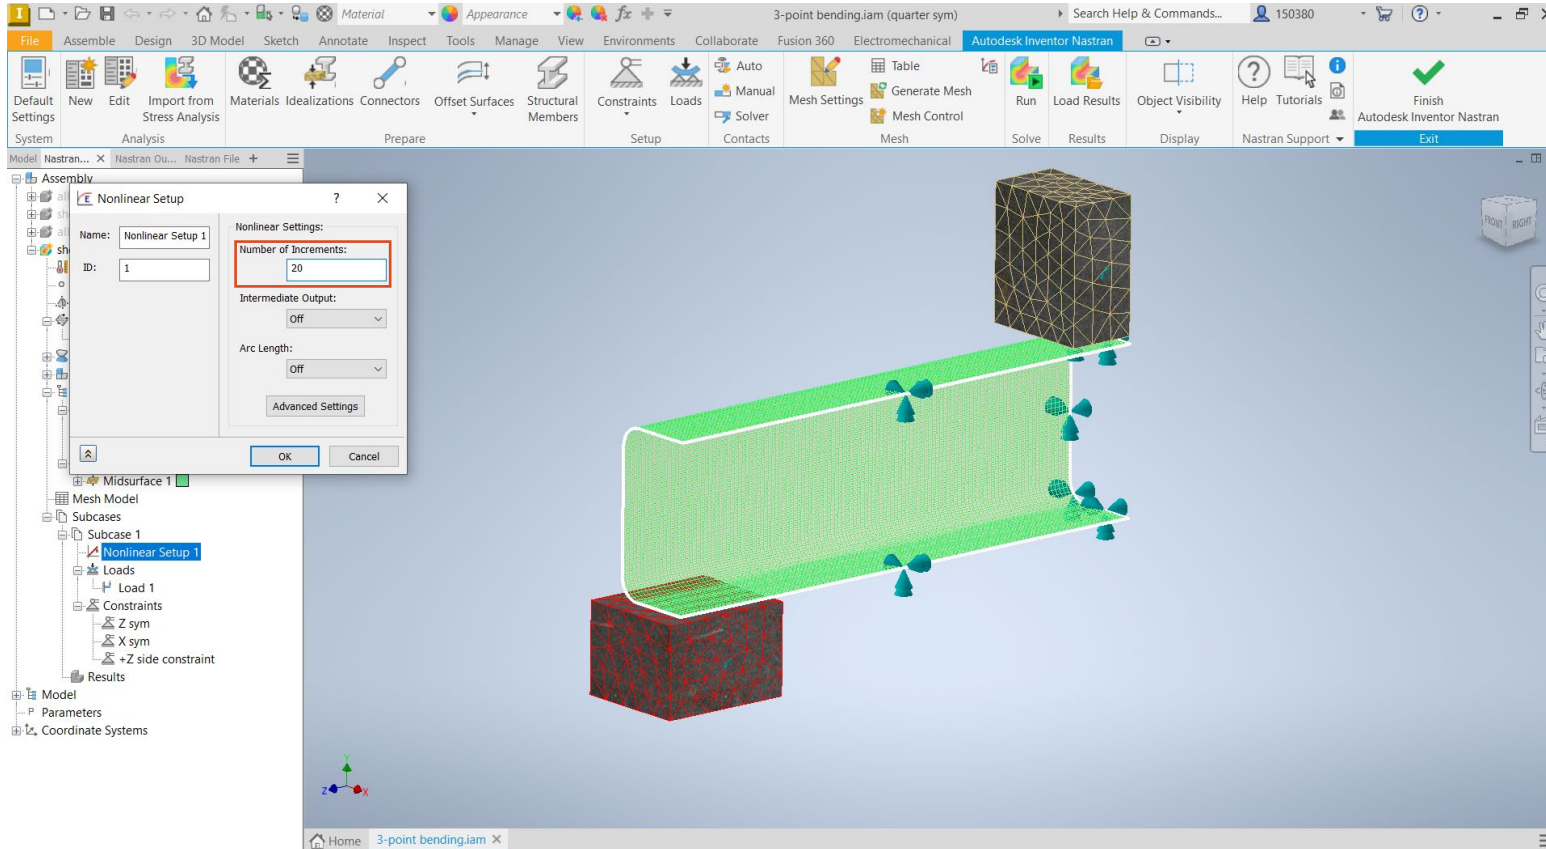 Material
Appearance
fx
3-point bending.iam (quarter sym)
Search Help & Commands...
150380
File Assemble Design 3D Model Sketch Annotate Inspect Tools Manage View Environments Collaborate Fusion 360 Electromechanical Autodesk Inventor Nastran
Default Settings
New
Edit
Import from Stress Analysis
Materials
Idealizations
Connectors
Offset Surfaces
Structural Members
Constraints
Loads
Auto
Manual
Solver
Mesh Settings
Table
Generate Mesh
Mesh Control
Run
Load Results
Object Visibility
Help
Tutorials
Finish
Autodesk Inventor Nastran
System Analysis Prepare Setup Contacts Mesh Solve Results Display Nastran Support Exit
Model Nastran... Nastran Ou... Nastran File
Assembly
Nonlinear Setup
Name: Nonlinear Setup 1
ID: 1
Nonlinear Settings:
Number of Increments:
20
Intermediate Output:
Off
Arc Length:
Off
Advanced Settings
OK Cancel
Midsurface 1
Mesh Model
Subcases
Subcase 1
Nonlinear Setup 1
Loads
Load 1
Constraints
Z sym
X sym
+Z side constraint
Results
Model
Parameters
Coordinate Systems
FRONT RIGHT
Y
Z X
Home 3-point bending.iam